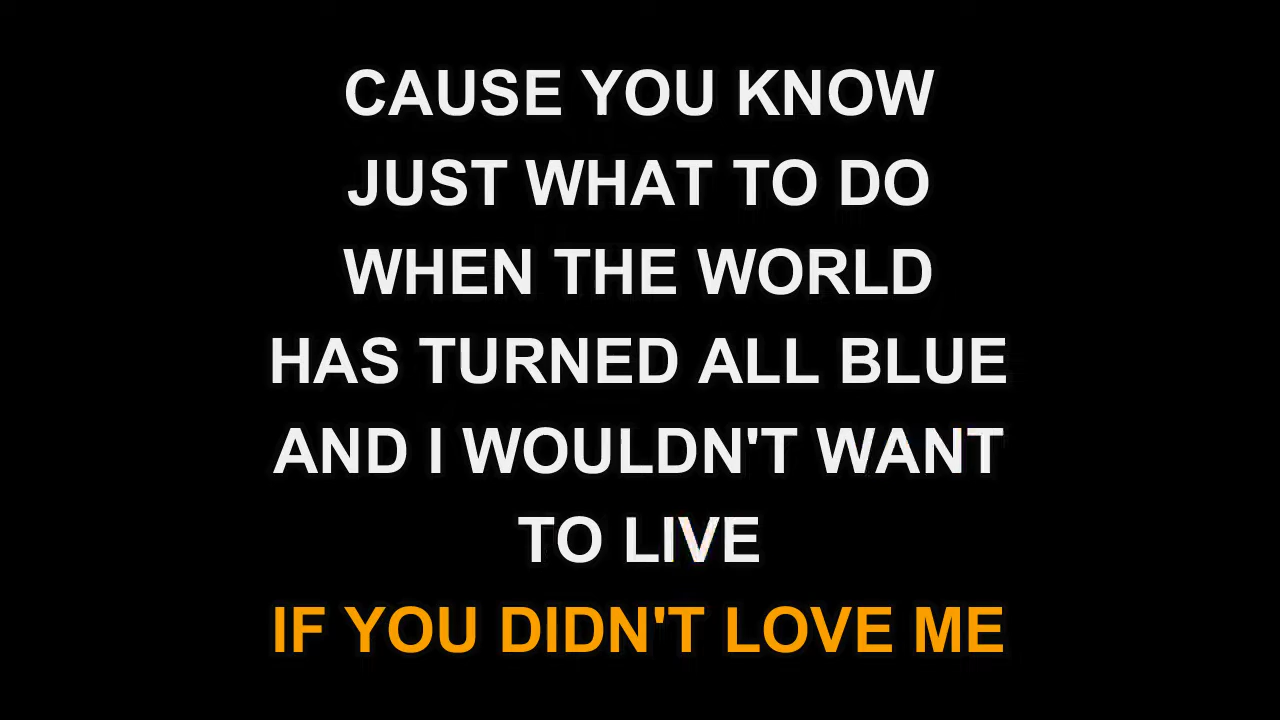 CAUSE YOU KNOW
JUST WHAT TO DO
WHEN THE WORLD
HAS TURNED ALL BLUE
AND I WOULDN'T WANT
TO LIVE
IF YOU DIDN'T LOVE ME